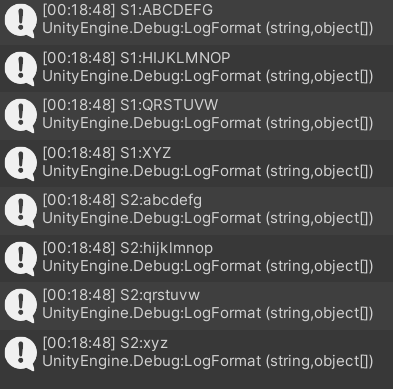 [00:18:48] S1:ABCDEFG
UnityEngine.Debug:LogFormat (string,object[])
[00:18:48] S1:HIJKLMNOP
UnityEngine.Debug:LogFormat (string,object[])
[00:18:48] S1:QRSTUVW
UnityEngine.Debug:LogFormat (string,object[])
[00:18:48] S1:XYZ
UnityEngine.Debug:LogFormat (string,object[])
[00:18:48] S2:abcdefg
UnityEngine.Debug:LogFormat (string,object[])
[00:18:48] S2:hijklmnop
UnityEngine.Debug:LogFormat (string,object[])
[00:18:48] S2:qrstuvw
UnityEngine.Debug:LogFormat (string,object[])
[00:18:48] S2:xyz
UnityEngine.Debug:LogFormat (string,object[])